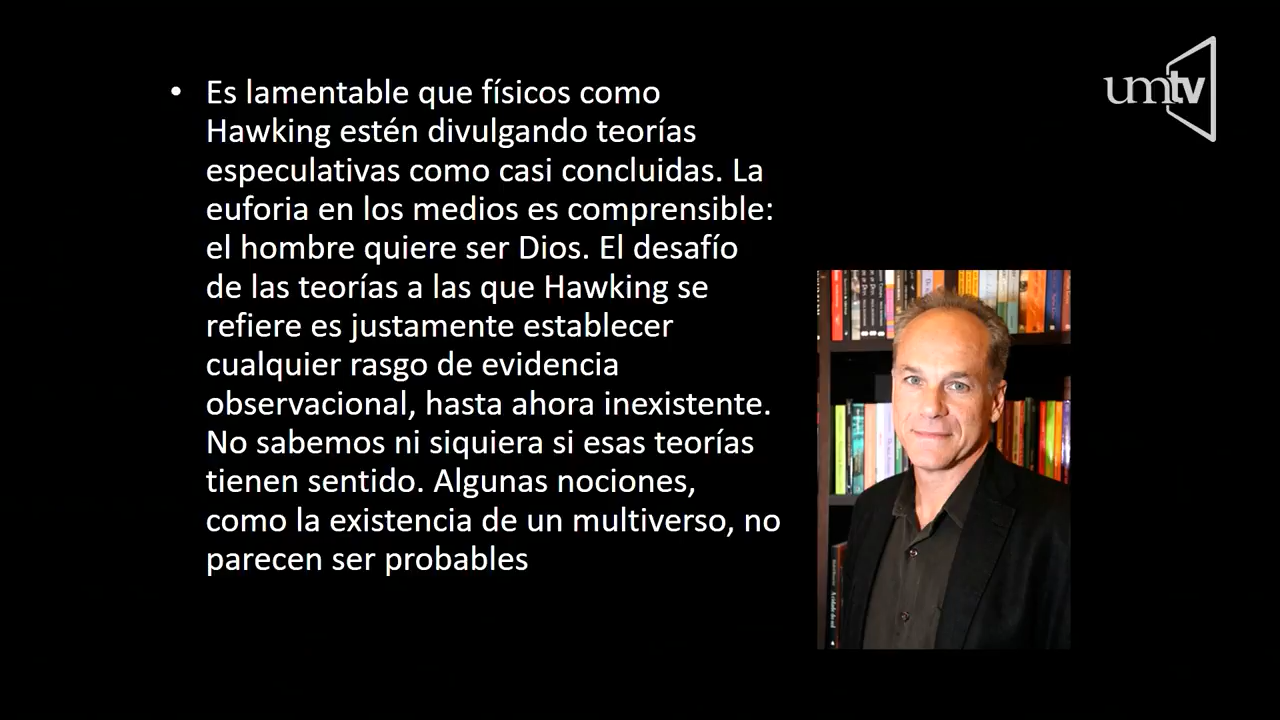 umtv
• Es lamentable que físicos como
Hawking estén divulgando teorías
especulativas como casi concluidas. La
euforia en los medios es comprensible:
el hombre quiere ser Dios. El desafío
de las teorías a las que Hawking se
refiere es justamente establecer
cualquier rasgo de evidencia
observacional, hasta ahora inexistente.
No sabemos ni siquiera si esas teorías
tienen sentido. Algunas nociones,
como la existencia de un multiverso, no
parecen ser probables